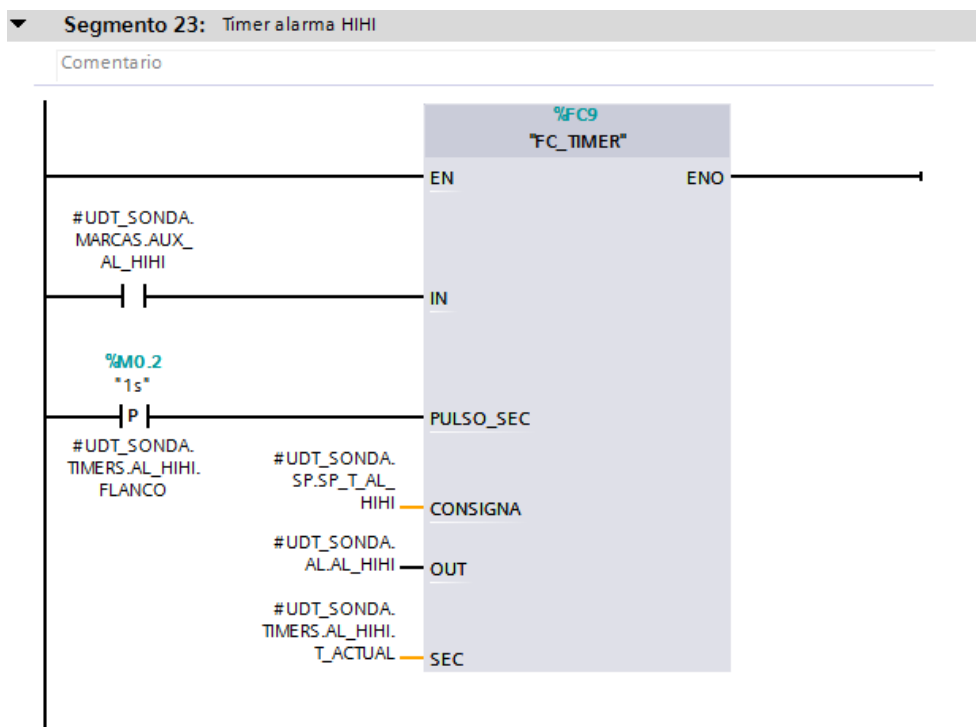 Segmento 23: Timer alarma HIHI
Comentario
%FC9
"FC_TIMER"
EN
ENO
#UDT_SONDA.
MARCAS.AUX_
AL_HIHI
IN
%M0.2
"1s"
P
PULSO_SEC
#UDT_SONDA.
TIMERS.AL_HIHI.
FLANCO
#UDT_SONDA.
SP.SP_T_AL_
HIHI
CONSIGNA
#UDT_SONDA.
AL.AL_HIHI
OUT
#UDT_SONDA.
TIMERS.AL_HIHI.
T_ACTUAL
SEC